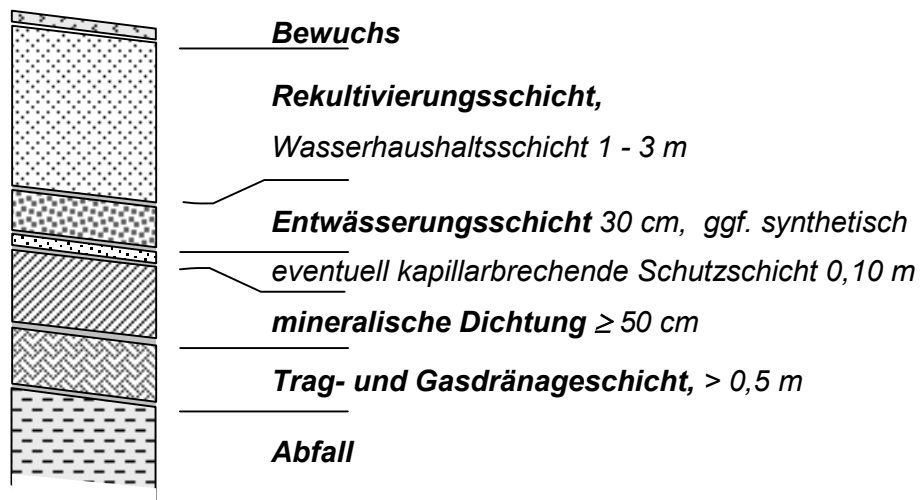 Bewuchs
Rekultivierungsschicht,
Wasserhaushaltsschicht 1 - 3 m
Entwässerungsschicht 30 cm, ggf. synthetisch
eventuell kapillarbrechende Schutzschicht 0,10 m
mineralische Dichtung ≥ 50 cm
Trag- und Gasdränageschicht, > 0,5 m
Abfall